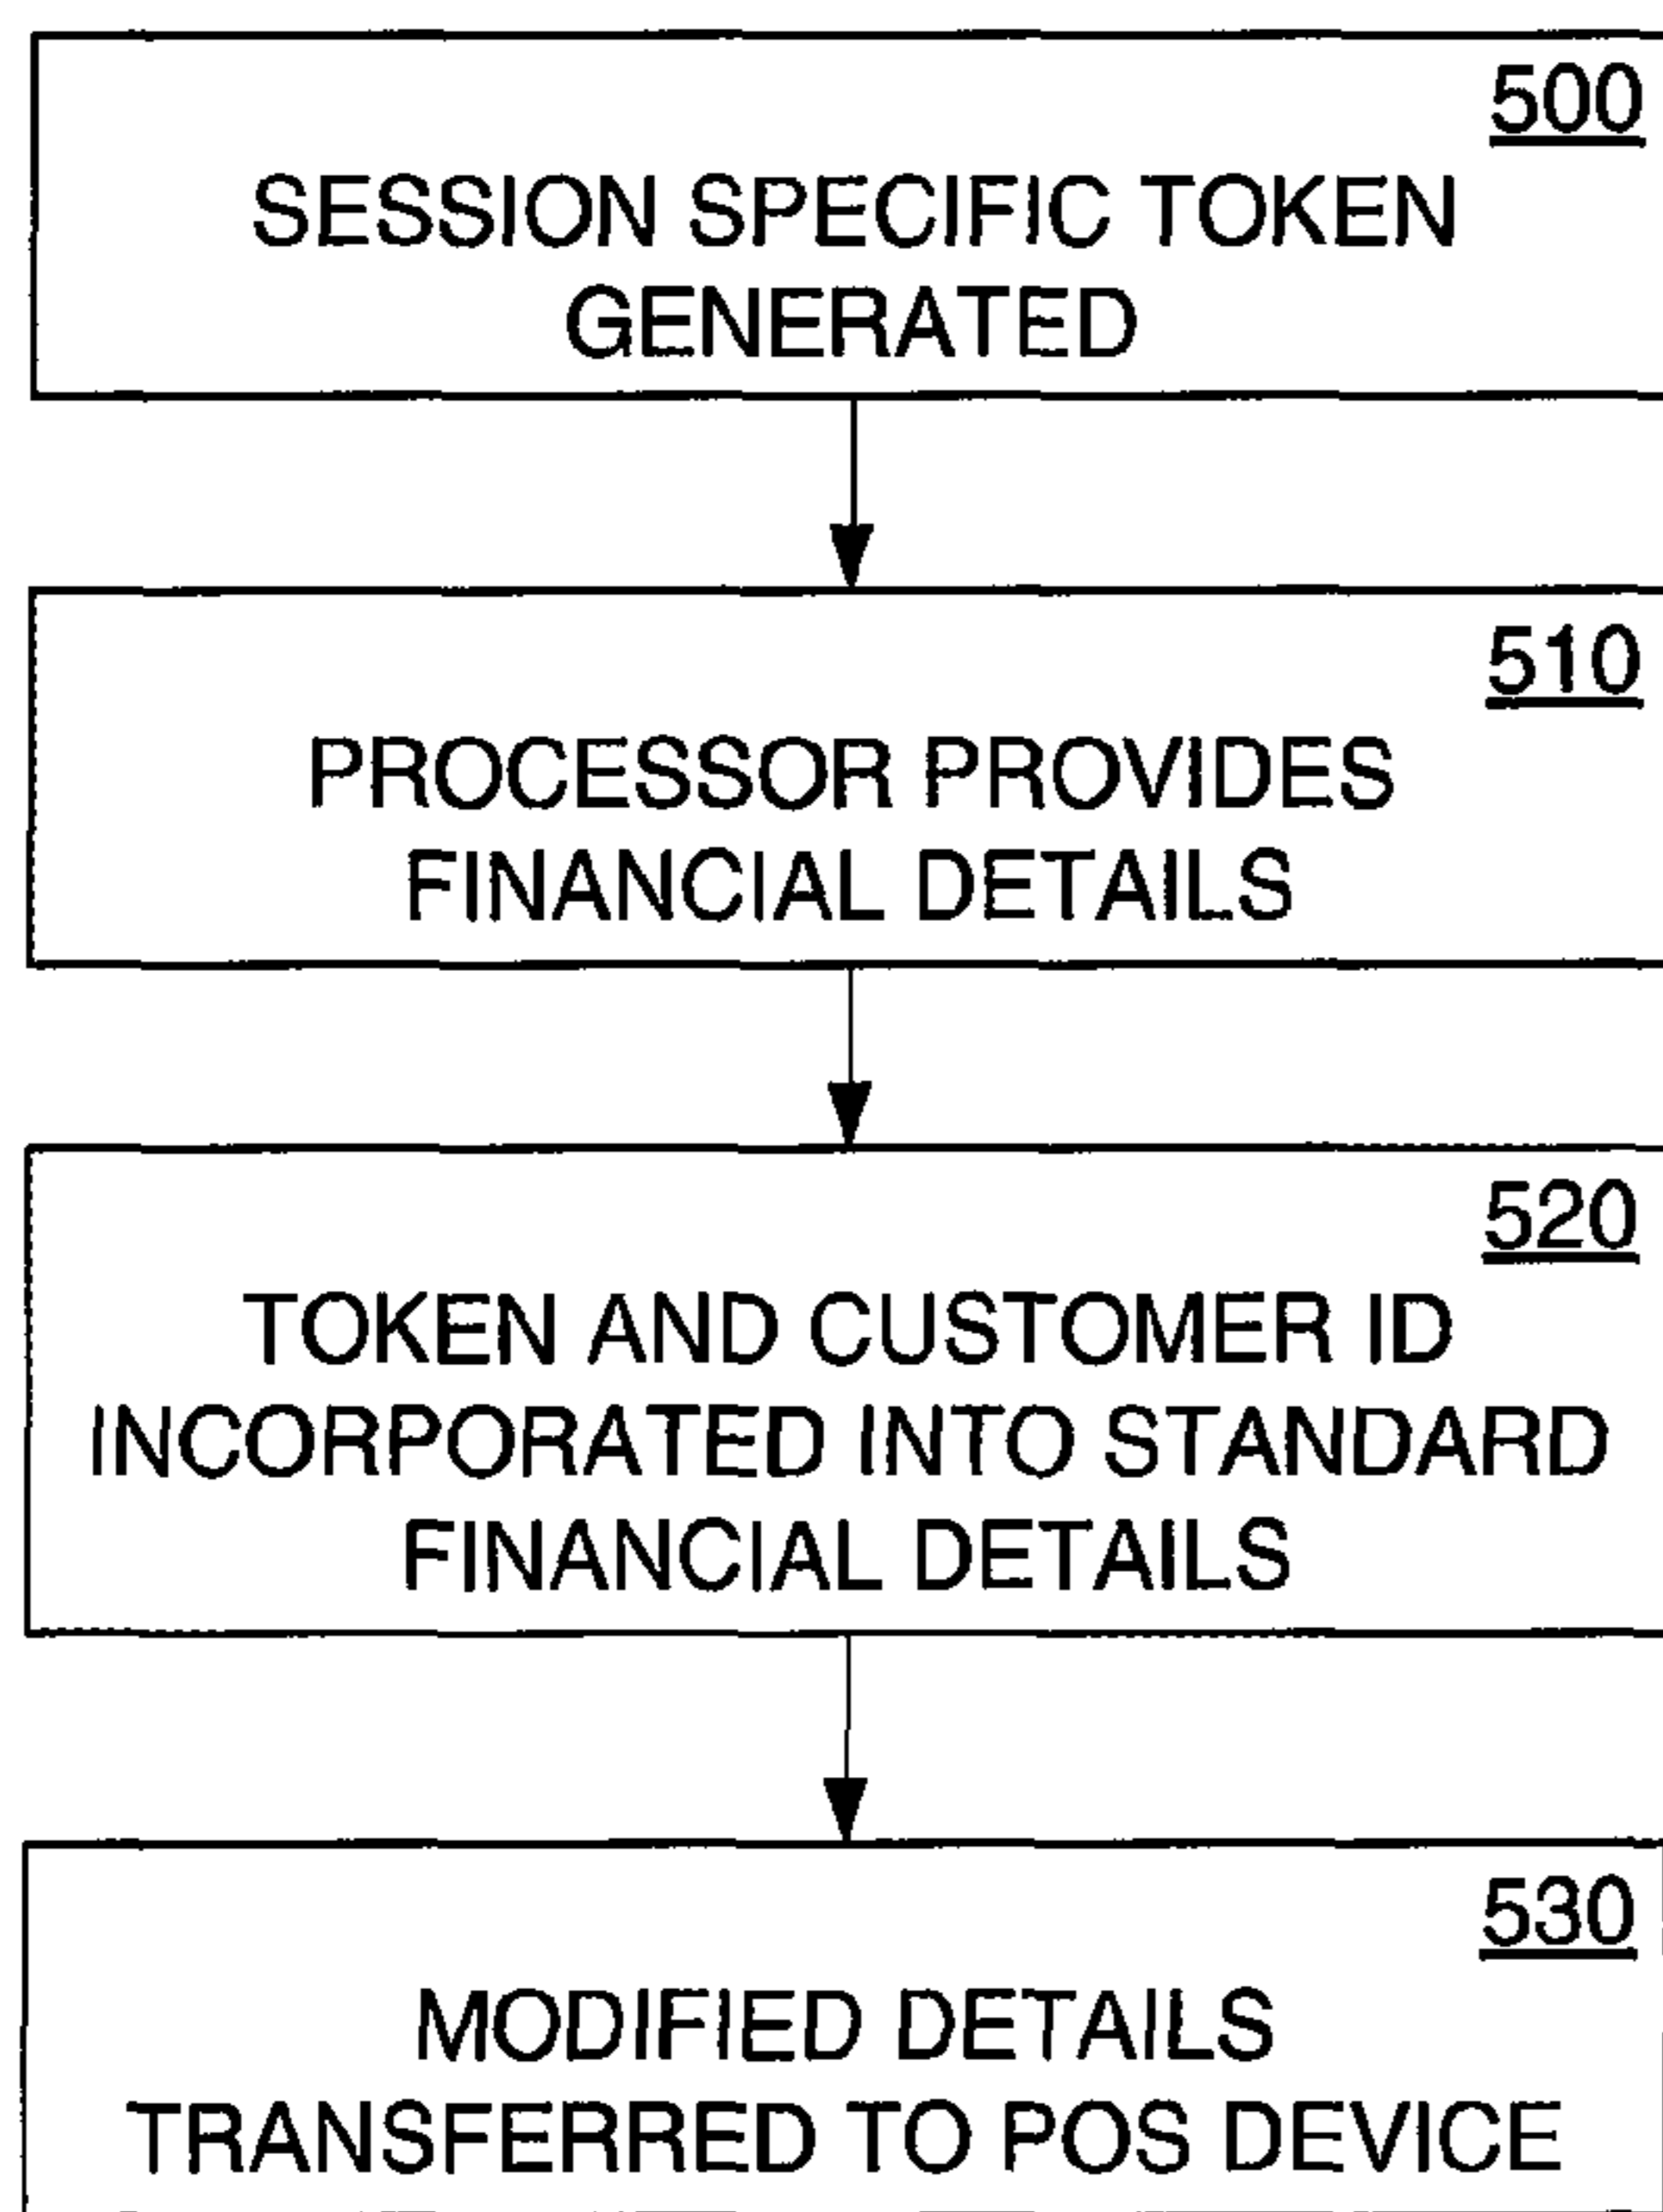 500
SESSION SPECIFIC TOKEN
GENERATED
510
PROCESSOR PROVIDES
FINANCIAL DETAILS
520
TOKEN AND CUSTOMER ID
INCORPORATED INTO STANDARD
FINANCIAL DETAILS
530
MODIFIED DETAILS
TRANSFERRED TO POS DEVICE